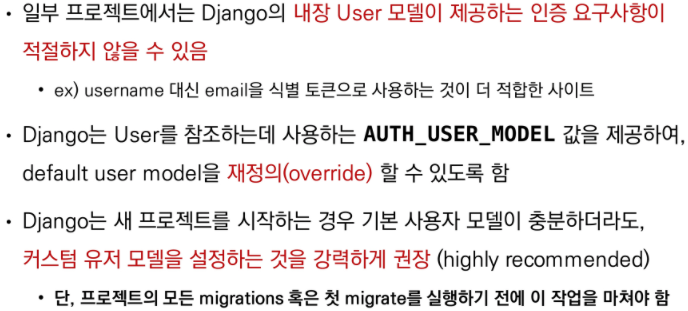 • 일부 프로젝트에서는 Django의 내장 User 모델이 제공하는 인증 요구사항이
적절하지 않을 수 있음
• ex) username 대신 email을 식별 토큰으로 사용하는 것이 더 적합한 사이트
• Django는 User를 참조하는데 사용하는 AUTH_USER_MODEL 값을 제공하여,
default user model을 재정의(override) 할 수 있도록 함
• Django는 새 프로젝트를 시작하는 경우 기본 사용자 모델이 충분하더라도,
커스텀 유저 모델을 설정하는 것을 강력하게 권장 (highly recommended)
• 단, 프로젝트의 모든 migrations 혹은 첫 migrate를 실행하기 전에 이 작업을 마쳐야 함